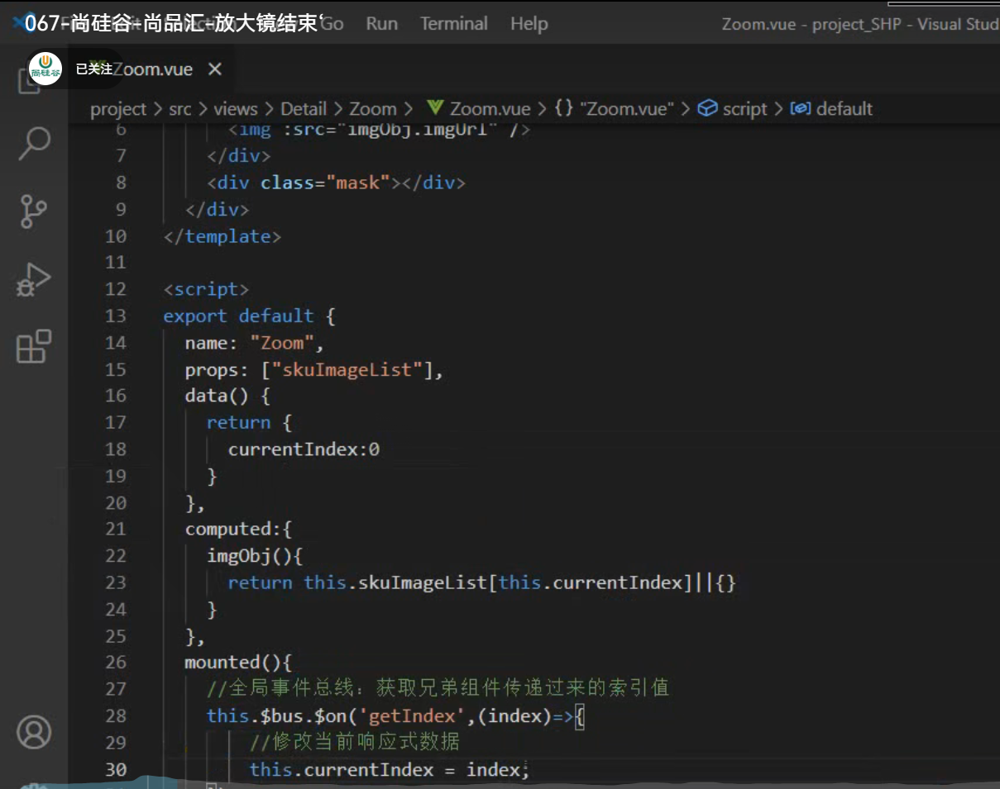 067-尚硅谷-尚品汇-放大镜结束
Go Run Terminal Help
Zoom.vue - project_SHP - Visual Stud
尚硅谷
已关注
Zoom.vue ×
project > src > views > Detail > Zoom > Zoom.vue > {} "Zoom.vue" > script > default
6 <img :src="imgObj.imgUrl" />
7 </div>
8 <div class="mask"></div>
9 </div>
10 </template>
11
12 <script>
13 export default {
14 name: "Zoom",
15 props: ["skuImageList"],
16 data() {
17 return {
18 currentIndex:0
19 }
20 },
21 computed:{
22 imgObj(){
23 return this.skuImageList[this.currentIndex]||{}
24 }
25 },
26 mounted(){
27 //全局事件总线：获取兄弟组件传递过来的索引值
28 this.$bus.$on('getIndex',(index)=>{
29 //修改当前响应式数据
30 this.currentIndex = index;